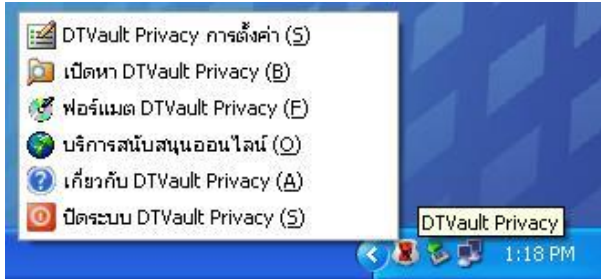 DTVault Privacy การตั้งค่า (S)
เปิดหา DTVault Privacy (B)
ฟอร์แมต DTVault Privacy (F)
บริการสนับสนุนออนไลน์ (O)
เกี่ยวกับ DTVault Privacy (A)
ปิดระบบ DTVault Privacy (S)
DTVault Privacy
1:18 PM